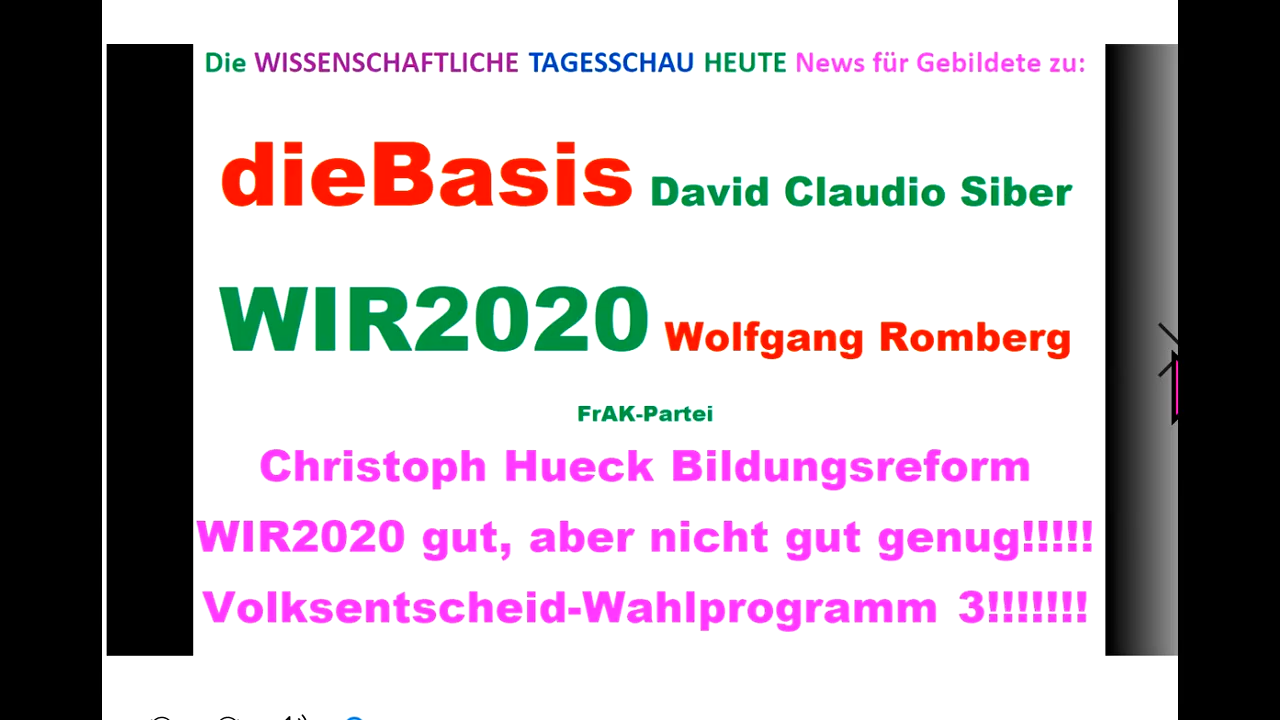 Die WISSENSCHAFTLICHE TAGESSCHAU HEUTE News für Gebildete zu:
dieBasis David Claudio Siber
WIR2020 Wolfgang Romberg
FrAK-Partei
Christoph Hueck Bildungsreform
WIR2020 gut, aber nicht gut genug!!!!!
Volksentscheid-Wahlprogramm 3!!!!!!!